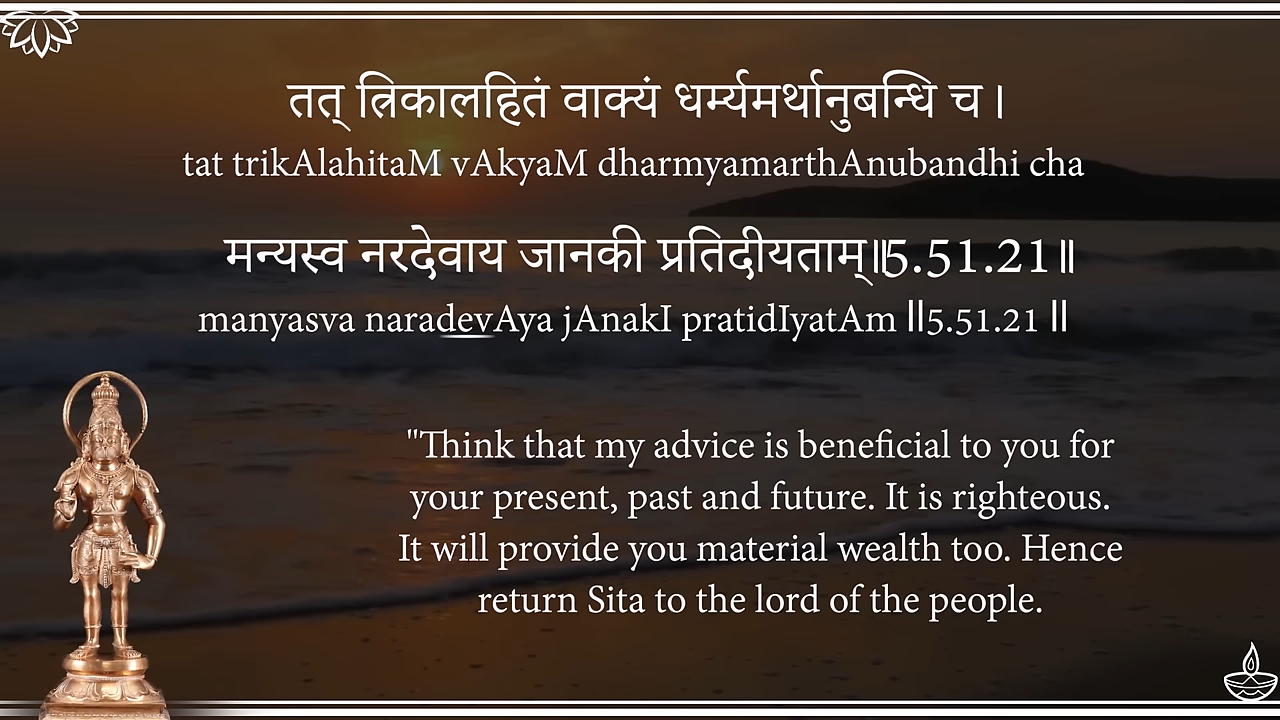 तत् त्रिकालहितं वाक्यं धर्म्यमर्थानुबन्धि च।
tat trikAlahitaM vAkyaM dharmyamarthAnubandhi cha
मन्यस्व नरदेवाय जानकी प्रतिदीयताम्॥5.51.21॥
manyasva naradevAya jAnakI pratidIyatAm ॥5.51.21 ॥
"Think that my advice is beneficial to you for
your present, past and future. It is righteous.
It will provide you material wealth too. Hence
return Sita to the lord of the people.